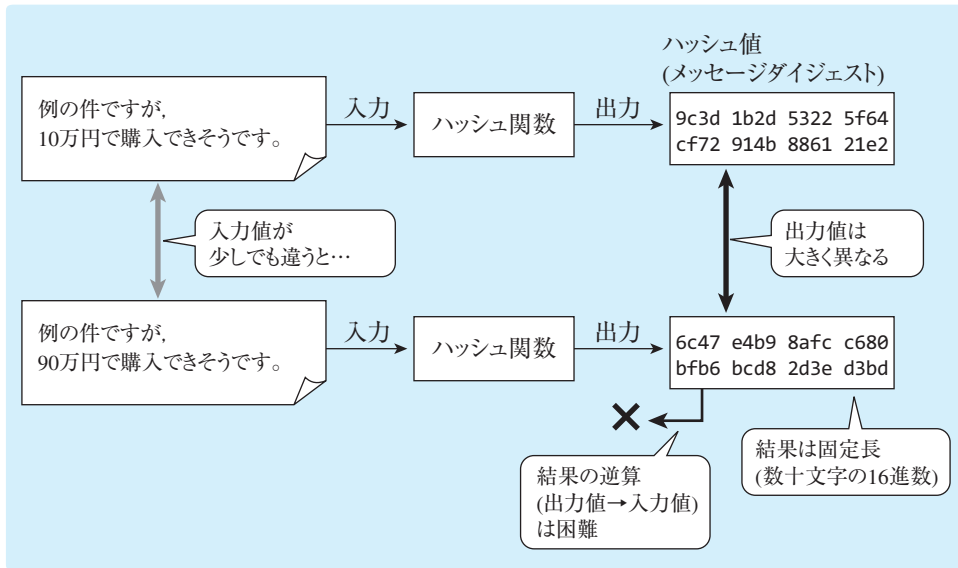 ハッシュ値
(メッセージダイジェスト)
例の件ですが,
10万円で購入できそうです。
入力
ハッシュ関数
出力
9c3d 1b2d 5322 5f64
cf72 914b 8861 21e2
入力値が
少しでも違うと…
出力値は
大きく異なる
例の件ですが,
90万円で購入できそうです。
入力
ハッシュ関数
出力
6c47 e4b9 8afc c680
bfb6 bcd8 2d3e d3bd
結果の逆算
(出力値→入力値)
は困難
結果は固定長
(数十文字の16進数)